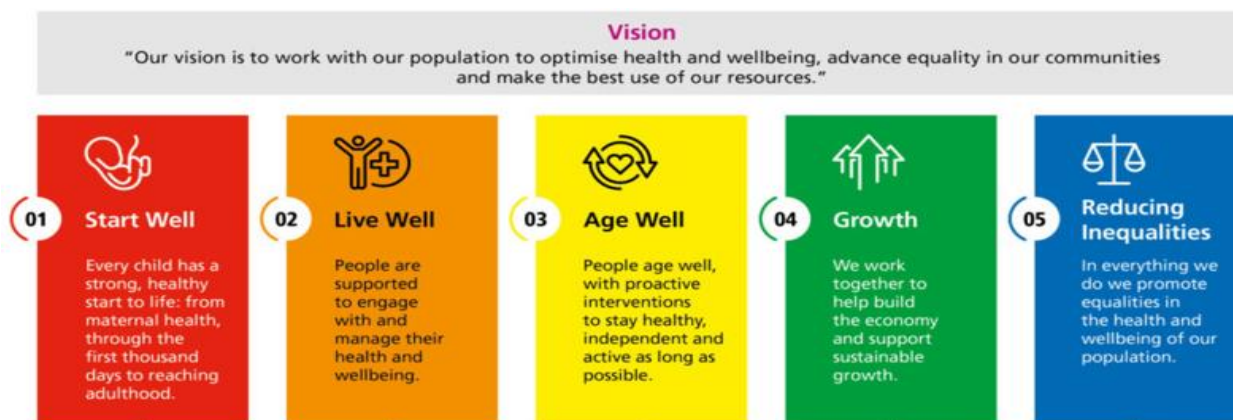 Vision
“Our vision is to work with our population to optimise health and wellbeing, advance equality in our communities
and make the best use of our resources.”
01
Start Well
Every child has a
strong, healthy
start to life: from
maternal health,
through the
first thousand
days to reaching
adulthood.
02
Live Well
People are
supported
to engage
with and
manage their
health and
wellbeing.
03
Age Well
People age well,
with proactive
interventions
to stay healthy,
independent and
active as long as
possible.
04
Growth
We work
together to
help build
the economy
and support
sustainable
growth.
05
Reducing
Inequalities
In everything we
do we promote
equalities in
the health and
wellbeing of our
population.